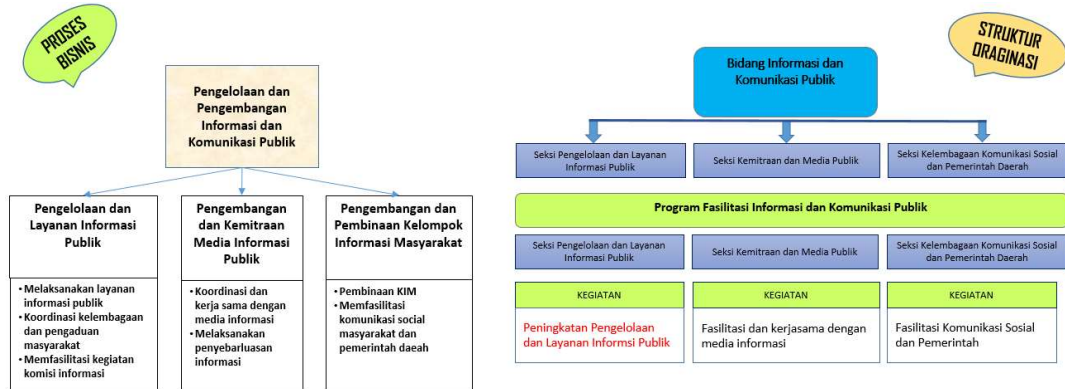 PROSES
BISNIS
Pengelolaan dan
Pengembangan
Informasi dan
Komunikasi Publik
Pengelolaan dan
Layanan Informasi
Publik
• Melaksanakan layanan
informasi publik
• Koordinasi kelembagaan
dan pengaduan
masyarakat
• Memfasilitasi kegiatan
komisi informasi
Pengembangan
dan Kemitraan
Media Informasi
Publik
• Koordinasi dan
kerja sama dengan
media informasi
• Melaksanakan
penyebarluasan
informasi
Pengembangan dan
Pembinaan Kelompok
Informasi Masyarakat
• Pembinaan KIM
• Memfasilitasi
komunikasi social
masyarakat dan
pemerintah daeah
STRUKTUR
ORAGINASI
Bidang Informasi dan
Komunikasi Publik
Seksi Pengelolaan dan Layanan
Informasi Publik
Seksi Kemitraan dan Media Publik
Seksi Kelembagaan Komunikasi Sosial
dan Pemerintah Daerah
Program Fasilitasi Informasi dan Komunikasi Publik
Seksi Pengelolaan dan Layanan
Informasi Publik
Seksi Kemitraan dan Media Publik
Seksi Kelembagaan Komunikasi Sosial
dan Pemerintah Daerah
KEGIATAN
Peningkatan Pengelolaan
dan Layanan Informsi Publik
KEGIATAN
Fasilitasi dan kerjasama dengan
media informasi
KEGIATAN
Fasilitasi Komunikasi Sosial
dan Pemerintah